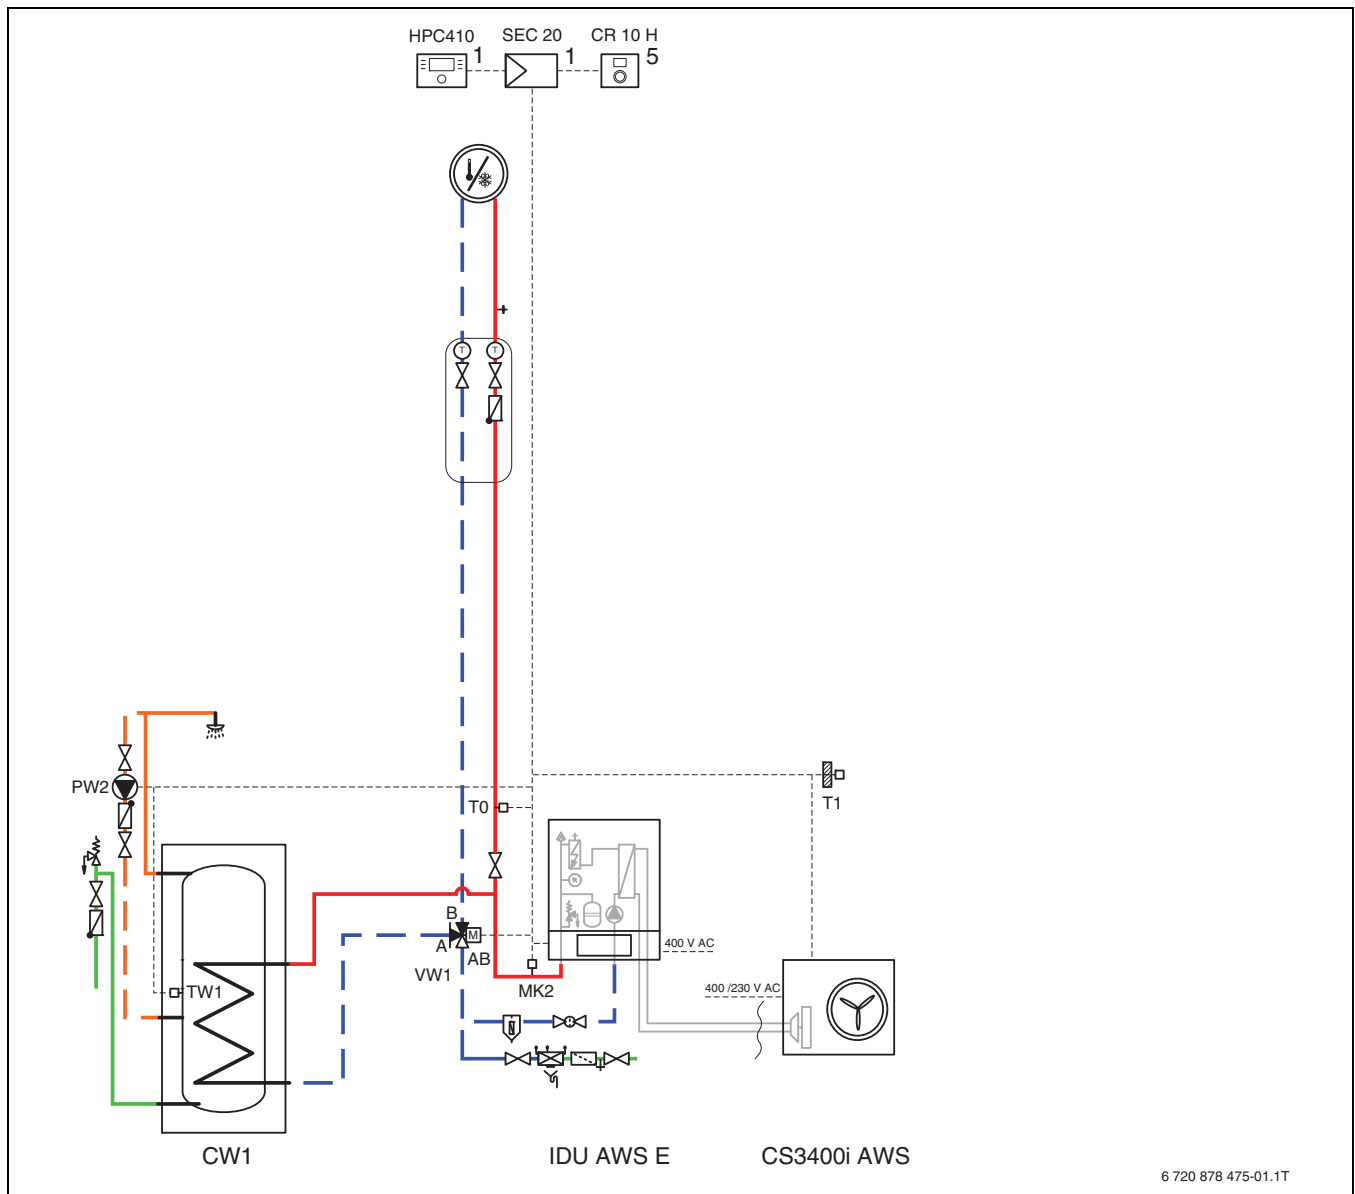 HPC410 SEC 20 CR 10 H
1 1 5
T T
PW2
T0
T1
B
M
A
AB
400 V AC
VW1
TW1
MK2
400 /230 V AC
N
CW1 IDU AWS E CS3400i AWS
6 720 878 475-01.1T